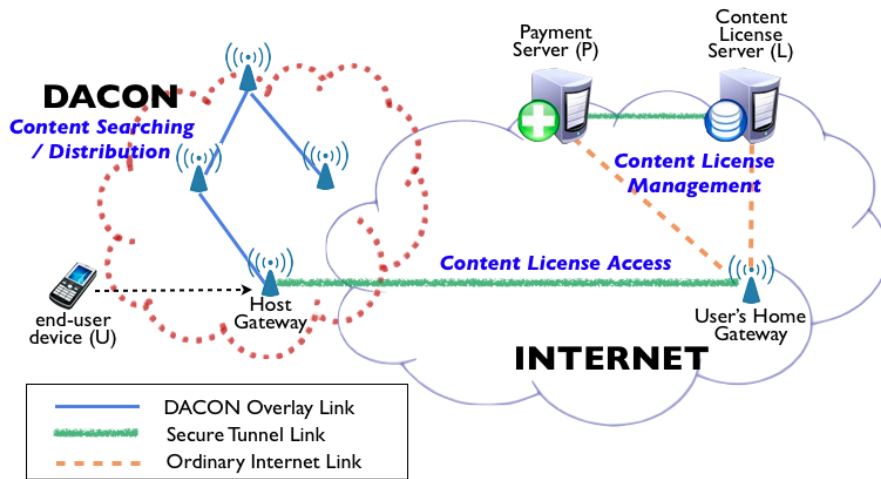 Payment
Server (P)
Content
License
Server (L)
DACON
Content Searching
/ Distribution
Content License
Management
Content License Access
end-user
device (U)
Host
Gateway
User's Home
Gateway
INTERNET
DACON Overlay Link
Secure Tunnel Link
Ordinary Internet Link